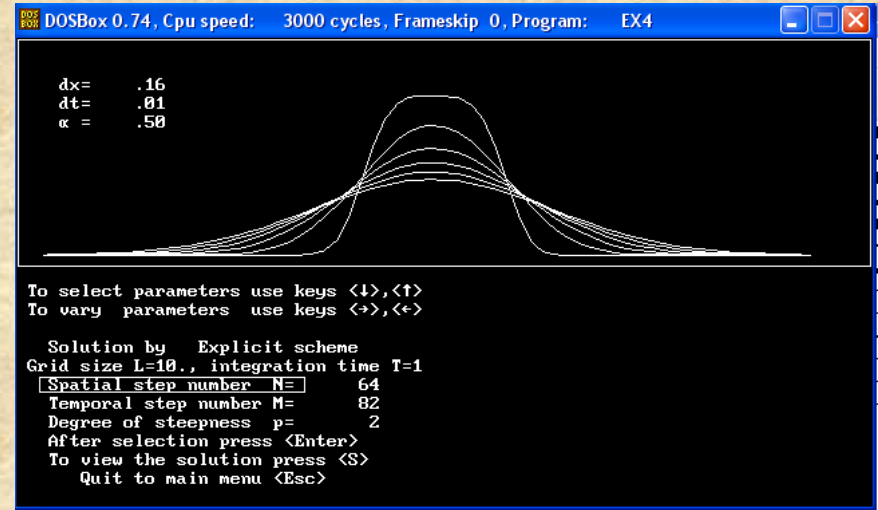 DOSBox 0.74, Cpu speed: 3000 cycles, Frameskip 0, Program: EX4
dx= .16
dt= .01
α = .50
To select parameters use keys <↓>,<↑>
To vary parameters use keys <→>,<←>
Solution by Explicit scheme
Grid size L=10., integration time T=1
Spatial step number N= 64
Temporal step number M= 82
Degree of steepness p= 2
After selection press <Enter>
To view the solution press <S>
Quit to main menu <Esc>